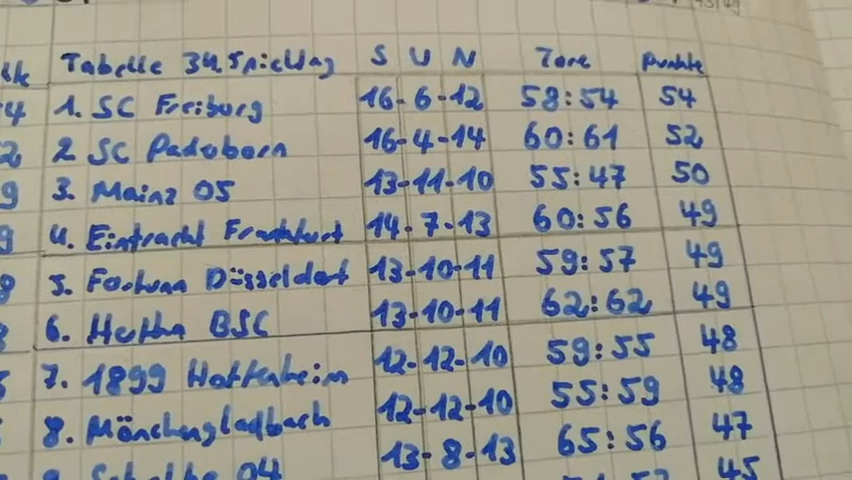 Tabelle 34. Spieltag S U N Tore Punkte
1. SC Freiburg 16-6-12 58:54 54
2 SC Paderborn 16-4-14 60:61 52
3. Mainz 05 13-11-10 55:47 50
4. Eintracht Frankfurt 14-7-13 60:56 49
5. Fortuna Düsseldorf 13-10-11 59:57 49
6. Hertha BSC 13-10-11 62:62 49
7. 1899 Hoffenheim 12-12-10 59:55 48
8. Mönchengladbach 12-12-10 55:59 48
9. Schalke 04 13-8-13 65:56 47
45